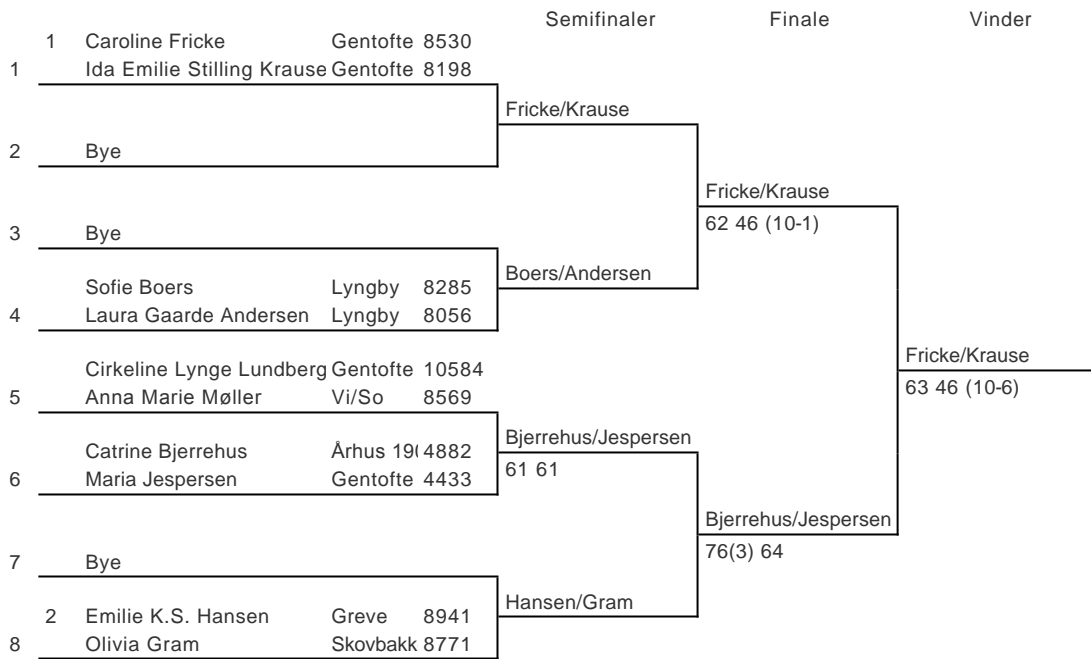 Semifinaler Finale Vinder
1 Caroline Fricke Gentofte 8530
1 Ida Emilie Stilling Krause Gentofte 8198
Fricke/Krause
2 Bye
Fricke/Krause
62 46 (10-1)
3 Bye
Boers/Andersen
Sofie Boers Lyngby 8285
4 Laura Gaarde Andersen Lyngby 8056
Fricke/Krause
63 46 (10-6)
Cirkeline Lynge Lundberg Gentofte 10584
5 Anna Marie Møller Vi/So 8569
Bjerrehus/Jespersen
61 61
Catrine Bjerrehus Århus 190 4882
6 Maria Jespersen Gentofte 4433
Bjerrehus/Jespersen
76(3) 64
7 Bye
Hansen/Gram
2 Emilie K.S. Hansen Greve 8941
8 Olivia Gram Skovbakk 8771